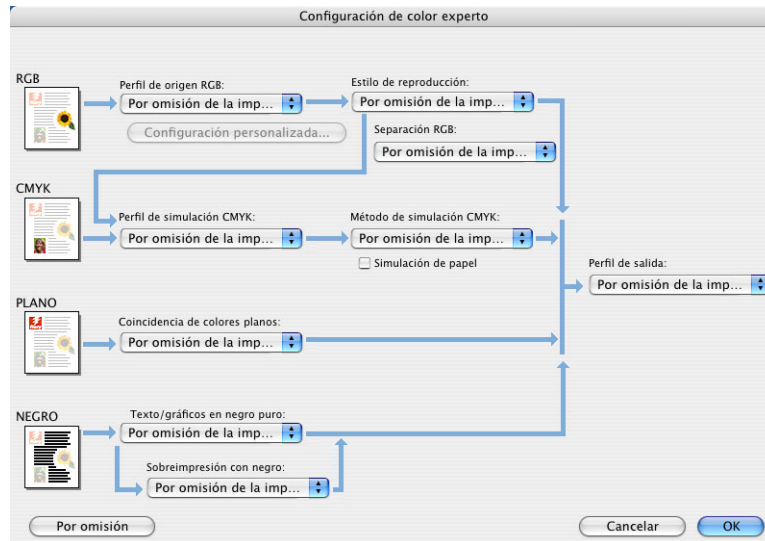 Configuración de color experto
RGB
Perfil de origen RGB:
Por omisión de la imp...
Estilo de reproducción:
Por omisión de la imp...
Configuración personalizada...
Separación RGB:
Por omisión de la imp...
CMYK
Perfil de simulación CMYK:
Por omisión de la imp...
Método de simulación CMYK:
Por omisión de la imp...
Simulación de papel
Perfil de salida:
Por omisión de la imp...
PLANO
Coincidencia de colores planos:
Por omisión de la imp...
NEGRO
Texto/gráficos en negro puro:
Por omisión de la imp...
Sobreimpresión con negro:
Por omisión de la imp...
Por omisión
Cancelar
OK